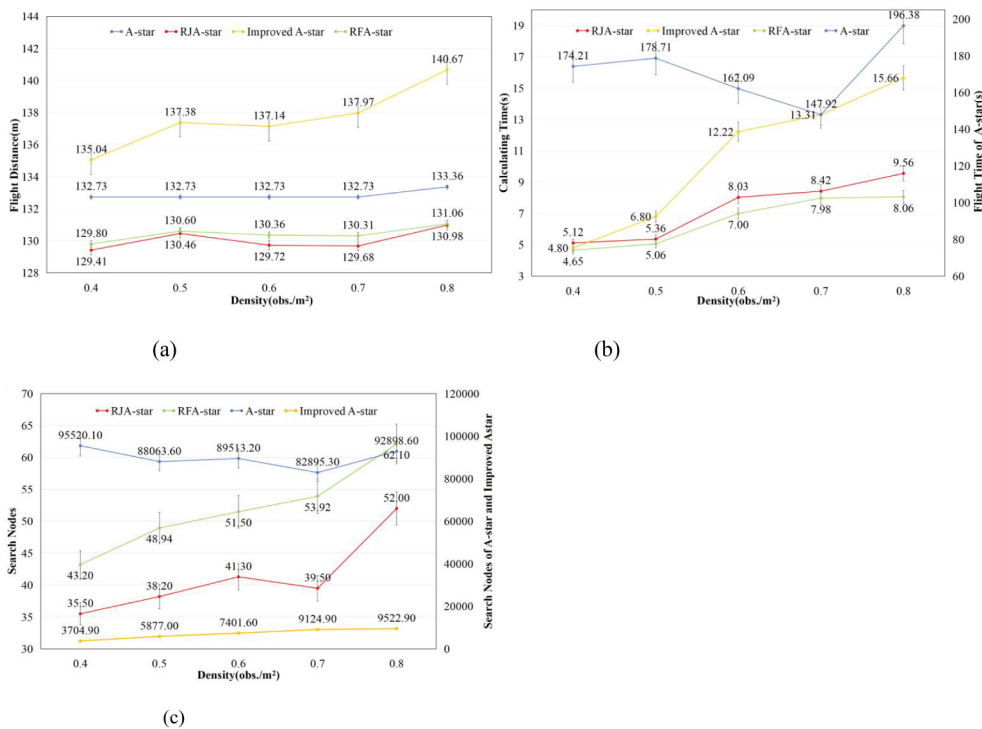 144
142
140
138
136
134
132
130
128
Flight Distance(m)
A-star RJA-star Improved A-star RFA-star
135.04 137.38 137.14 137.97 140.67
132.73 132.73 132.73 132.73 133.36
129.80 130.60 130.36 130.31 131.06
129.41 130.46 129.72 129.68 130.98
0.4 0.5 0.6 0.7 0.8
Density(obs./m²)
(a)
19
17
15
13
11
9
7
5
3
Calculating Time(s)
RJA-star Improved A-star RFA-star A-star
174.21 178.71 162.09 147.92 196.38
4.80 6.80 12.22 13.31 15.66
5.12 5.36 8.03 8.42 9.56
4.65 5.06 7.00 7.98 8.06
200
180
160
140
120
100
80
60
Flight Time of A-star(s)
0.4 0.5 0.6 0.7 0.8
Density(obs./m²)
(b)
70
65
60
55
50
45
40
35
30
Search Nodes
RJA-star RFA-star A-star Improved A-star
95520.10 88063.60 89513.20 82895.30 92898.60
43.20 48.94 51.50 53.92 62.10
35.50 38.20 41.30 39.50 52.00
3704.90 5877.00 7401.60 9124.90 9522.90
120000
100000
80000
60000
40000
20000
0
Search Nodes of A-star and Improved Astar
0.4 0.5 0.6 0.7 0.8
Density(obs./m²)
(c)